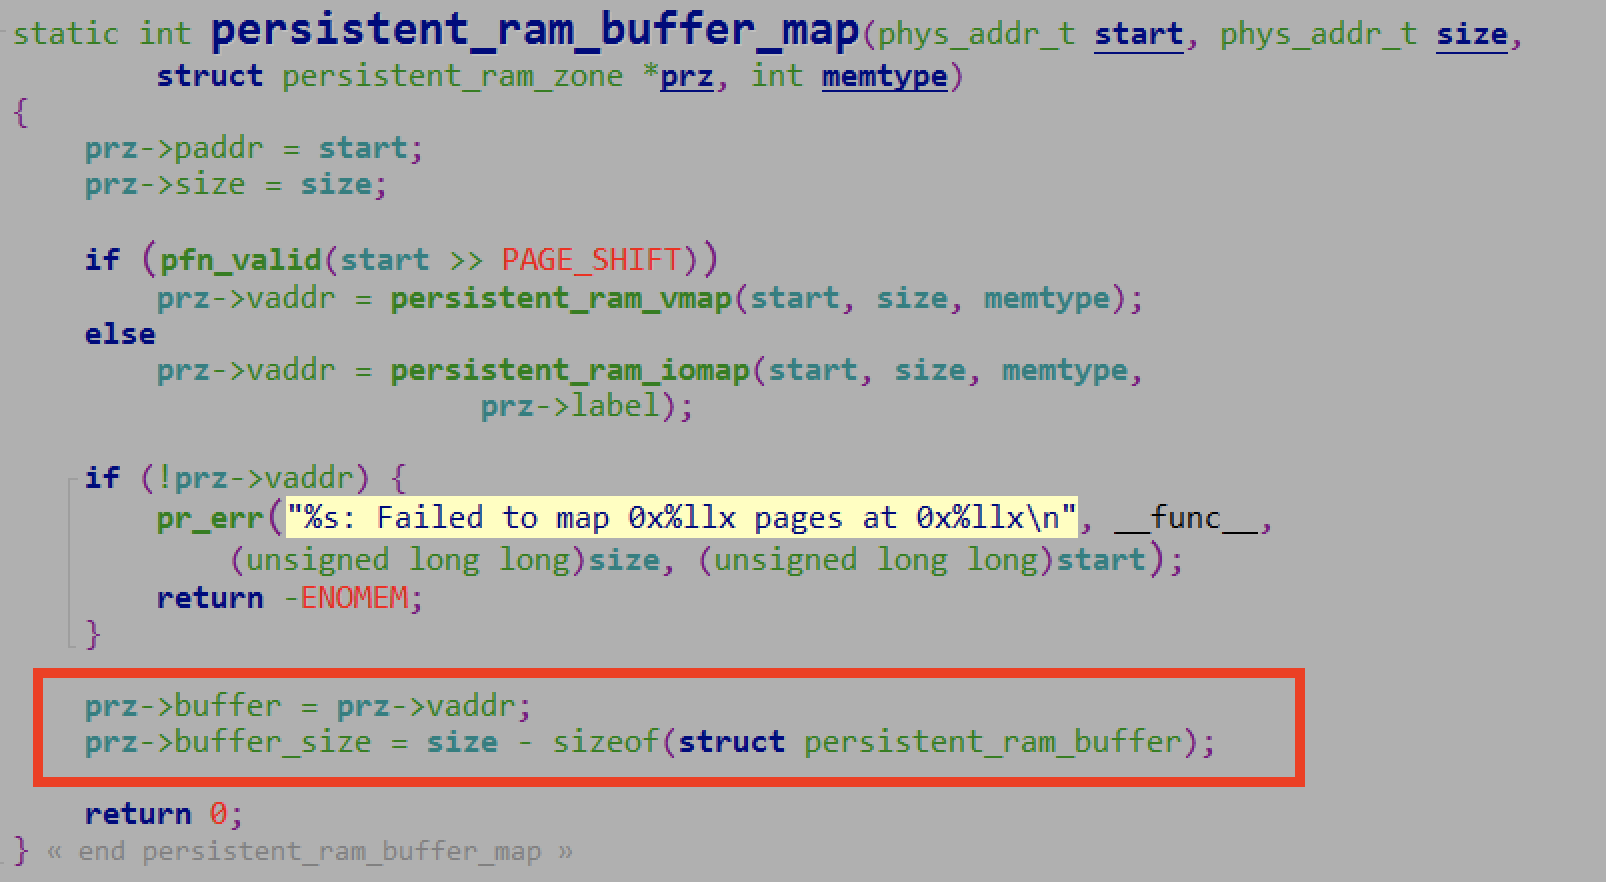 static int persistent_ram_buffer_map(phys_addr_t start, phys_addr_t size,
struct persistent_ram_zone *prz, int memtype)
{
prz->paddr = start;
prz->size = size;
if (pfn_valid(start >> PAGE_SHIFT))
prz->vaddr = persistent_ram_vmap(start, size, memtype);
else
prz->vaddr = persistent_ram_iomap(start, size, memtype,
prz->label);
if (!prz->vaddr) {
pr_err("%s: Failed to map 0x%llx pages at 0x%llx\n", __func__,
(unsigned long long)size, (unsigned long long)start);
return -ENOMEM;
}
prz->buffer = prz->vaddr;
prz->buffer_size = size - sizeof(struct persistent_ram_buffer);
return 0;
} « end persistent_ram_buffer_map »